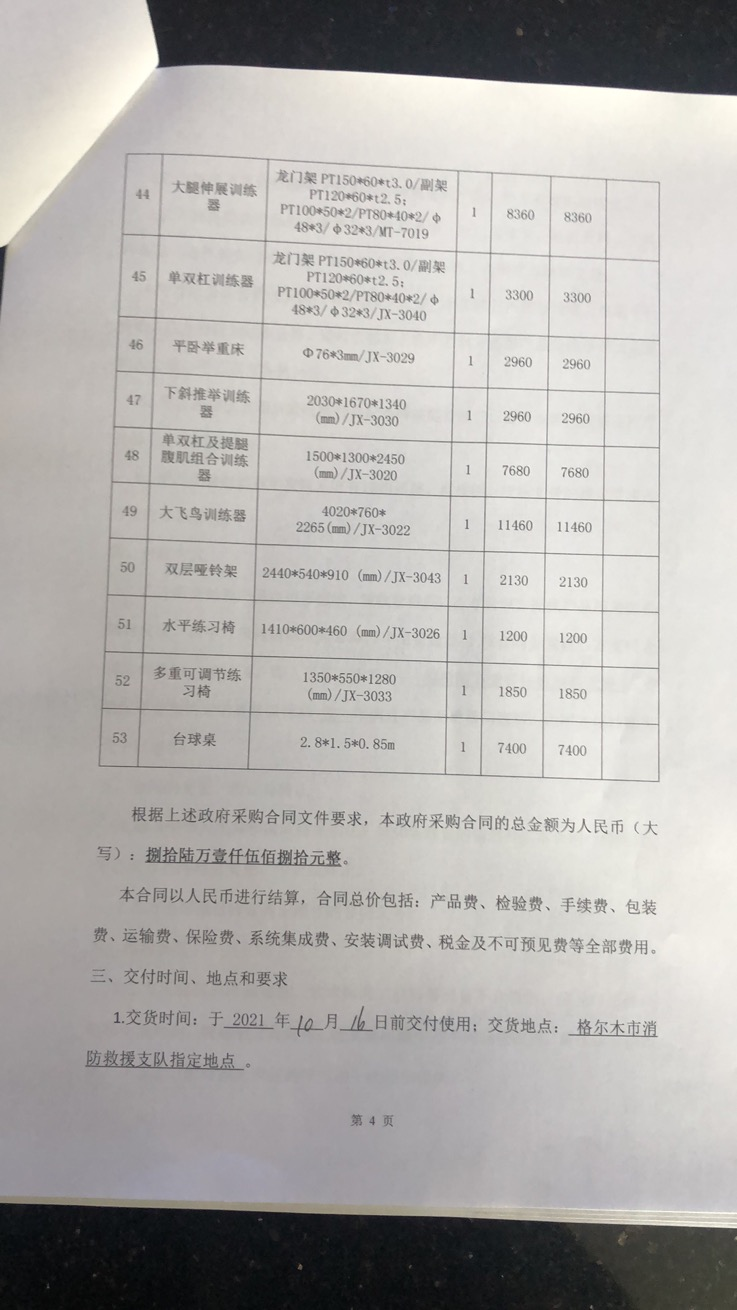 44 大腿伸展训练器 龙门架 PT150*60*t3.0/副架 PT120*60*t2.5; PT100*50*2/PT80*40*2/φ48*3/φ32*3/MT-7019 1 8360 8360
45 单双杠训练器 龙门架 PT150*60*t3.0/副架 PT120*60*t2.5; PT100*50*2/PT80*40*2/φ48*3/φ32*3/JX-3040 1 3300 3300
46 平卧举重床 Φ76*3mm/JX-3029 1 2960 2960
47 下斜推举训练器 2030*1670*1340 (mm)/JX-3030 1 2960 2960
48 单双杠及提腿腹肌组合训练器 1500*1300*2450 (mm)/JX-3020 1 7680 7680
49 大飞鸟训练器 4020*760*2265(mm)/JX-3022 1 11460 11460
50 双层哑铃架 2440*540*910 (mm)/JX-3043 1 2130 2130
51 水平练习椅 1410*600*460 (mm)/JX-3026 1 1200 1200
52 多重可调节练习椅 1350*550*1280 (mm)/JX-3033 1 1850 1850
53 台球桌 2.8*1.5*0.85m 1 7400 7400
根据上述政府采购合同文件要求，本政府采购合同的总金额为人民币（大
写）：捌拾陆万壹仟伍佰捌拾元整。
本合同以人民币进行结算，合同总价包括：产品费、检验费、手续费、包装
费、运输费、保险费、系统集成费、安装调试费、税金及不可预见费等全部费用。
三、交付时间、地点和要求
1.交货时间：于 2021 年 10 月 16 日前交付使用；交货地点： 格尔木市消
防救援支队指定地点 。
第 4 页